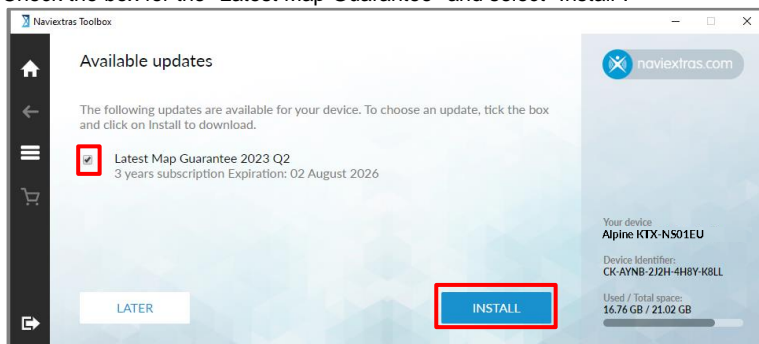 Check the box for the "Latest Map Guarantee" and select "Install".
Naviextras Toolbox
Available updates
naviextras.com
The following updates are available for your device. To choose an update, tick the box
and click on Install to download.
Latest Map Guarantee 2023 Q2
3 years subscription Expiration: 02 August 2026
Your device
Alpine KTX-NS01EU
Device Identifier:
CK-AYNB-2J2H-4H8Y-K8LL
Used / Total space:
16.76 GB / 21.02 GB
LATER
INSTALL